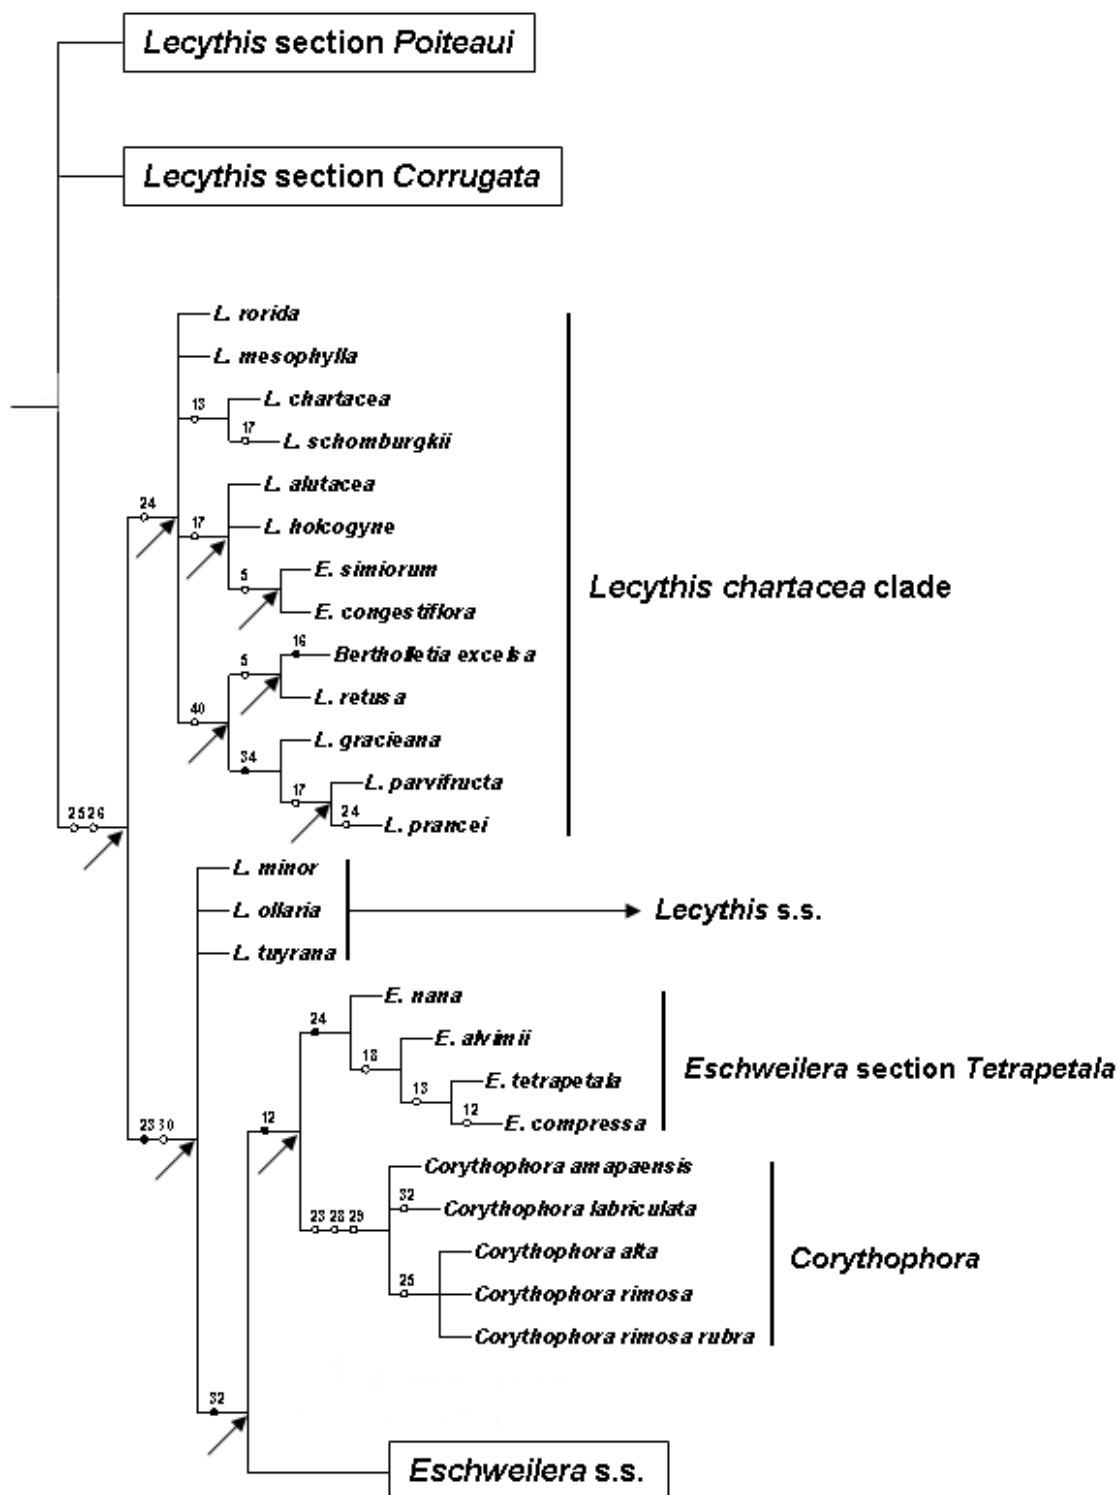 Lecythis section Poiteaui
Lecythis section Corrugata
L. rorida
L. mesophylla
13
L. chartacea
17
L. schomburgkii
L. alutacea
24
17
L. holcogyne
5
E. simiorum
E. congestiflora
Lecythis chartacea clade
16
Bertholletia excelsa
5
L. retusa
40
L. gracieana
34
L. parvifructa
17
24
L. prancei
25 26
L. minor
L. ollaria
Lecythis s.s.
L. tuyrana
E. nana
24
E. alvimii
18
E. tetrapetala
13
Eschweilera section Tetrapetala
12
E. compressa
23 30
12
Corythophora amapaensis
32
Corythophora labriculata
23 28 29
Corythophora alta
Corythophora
25
Corythophora rimosa
Corythophora rimosa rubra
32
Eschweilera s.s.